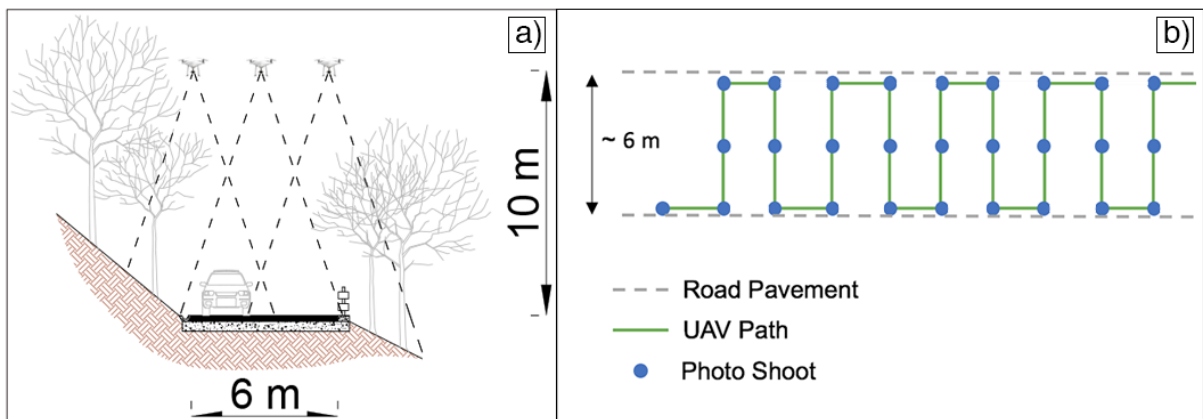 a)
10 m
6 m
b)
~ 6 m
Road Pavement
UAV Path
Photo Shoot